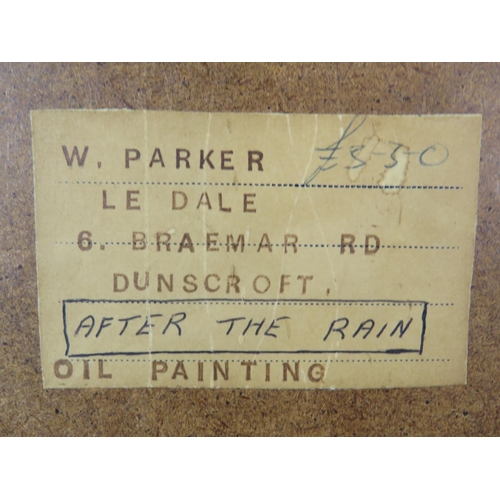 W. PARKER £350
LE DALE
6. BRAEMAR RD
DUNSCROFT.
AFTER THE RAIN
OIL PAINTING